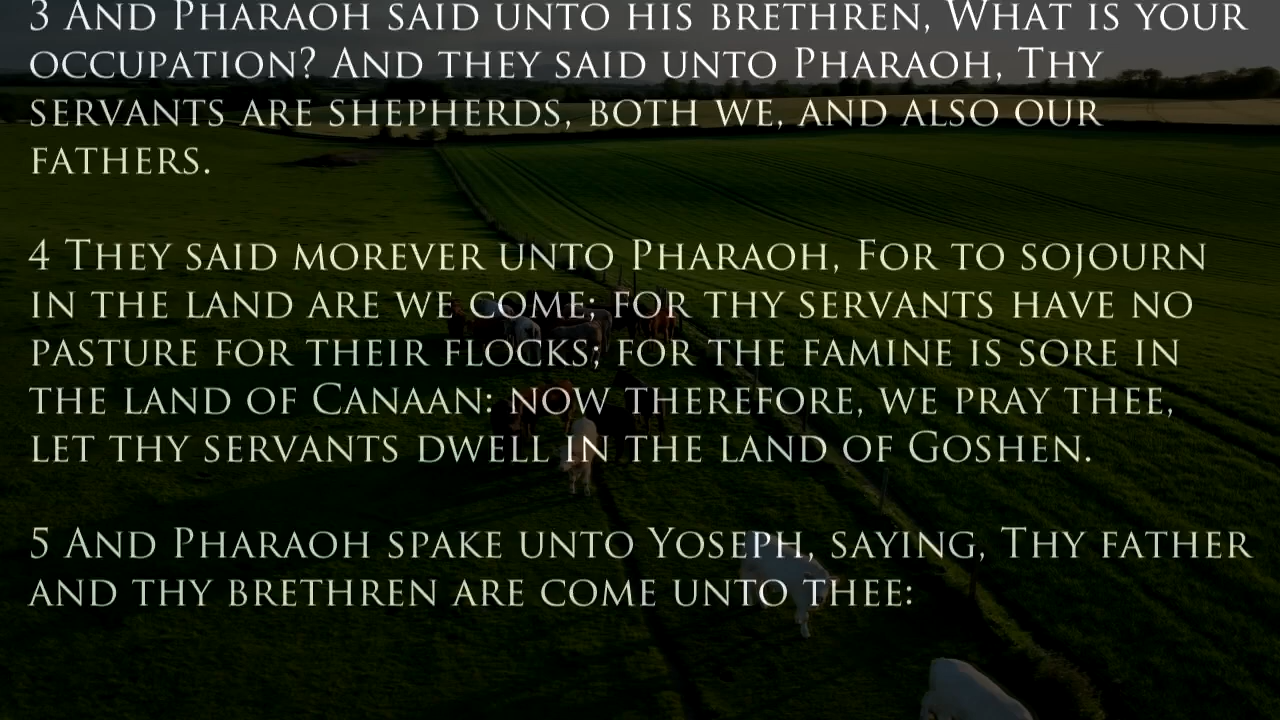 3 And Pharaoh said unto his brethren, What is your
occupation? And they said unto Pharaoh, Thy
servants are shepherds, both we, and also our
fathers.
4 They said morever unto Pharaoh, For to sojourn
in the land are we come; for thy servants have no
pasture for their flocks; for the famine is sore in
the land of Canaan: now therefore, we pray thee,
let thy servants dwell in the land of Goshen.
5 And Pharaoh spake unto Yoseph, saying, Thy father
and thy brethren are come unto thee: